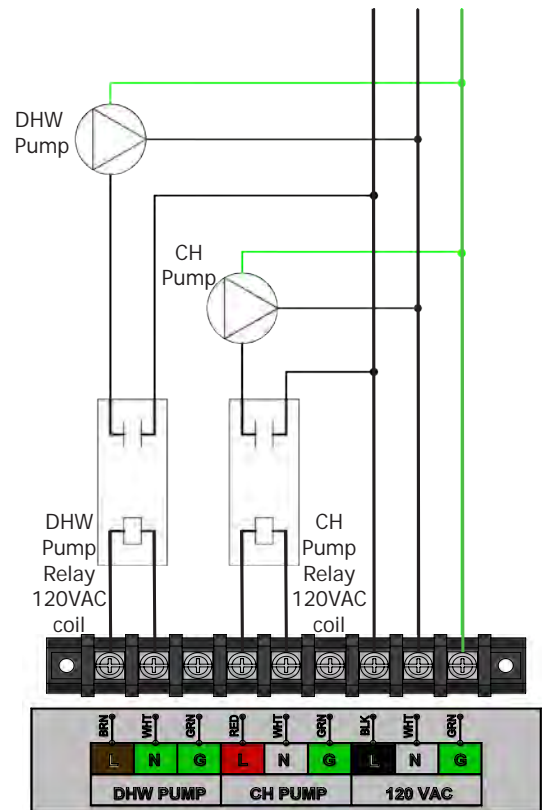 DHW
Pump
CH
Pump
DHW
Pump
Relay
120VAC
coil
CH
Pump
Relay
120VAC
coil
BRN WHT GRN RED WHT GRN BLK WHT GRN
L N G L N G L N G
DHW PUMP CH PUMP 120 VAC